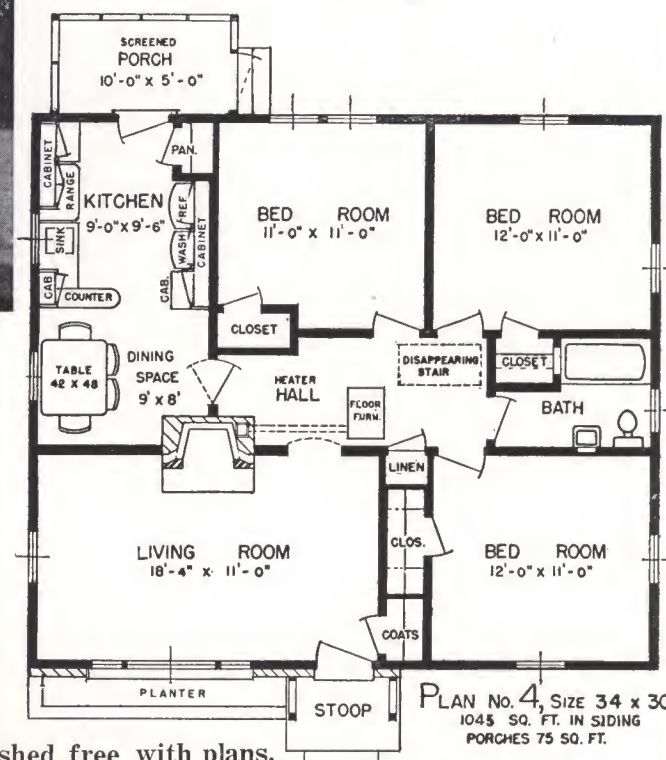 SCREENED
PORCH
10'-0" X 5'-0"
PAN.
CABINET
RANGE
KITCHEN
9'-0" X 9'-6"
REF.
WASH
CABINET
SINK
CAB
COUNTER
CAB.
BED ROOM
11'-0" X 11'-0"
BED ROOM
12'-0" X 11'-0"
CLOSET
TABLE
42 X 48
DINING
SPACE
9' X 8'
HEATER
HALL
FLOOR
FURN.
DISAPPEARING
STAIR
CLOSET
BATH
LINEN
LIVING ROOM
18'-4" X 11'-0"
CLOS.
BED ROOM
12'-0" X 11'-0"
COATS
PLANTER
STOOP
PLAN NO. 4, SIZE 34 X 30
1045 SQ. FT. IN SIDING
PORCHES 75 SQ. FT.
shed free with plans.